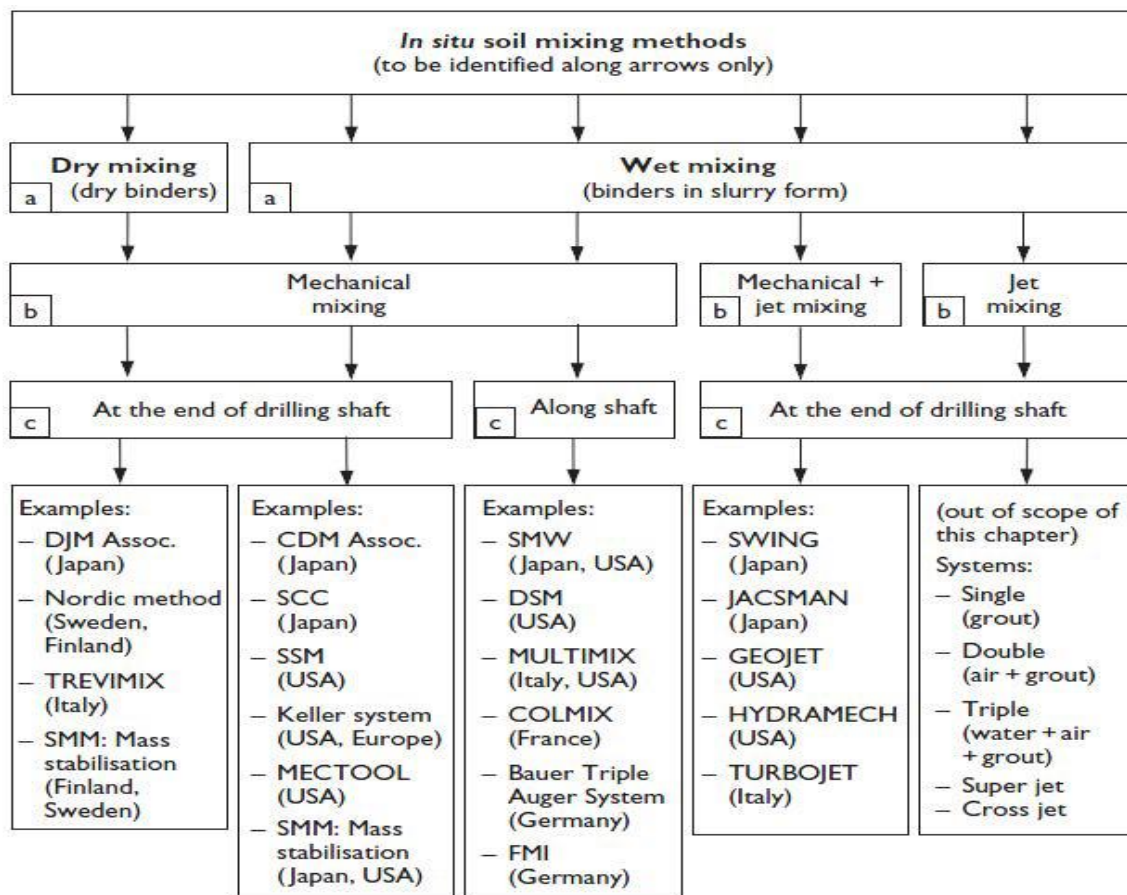 In situ soil mixing methods
(to be identified along arrows only)
Dry mixing
(dry binders)
a
Wet mixing
(binders in slurry form)
a
Mechanical
mixing
b
Mechanical +
jet mixing
b
Jet
mixing
b
At the end of drilling shaft
c
Along shaft
c
At the end of drilling shaft
c
Examples:
– DJM Assoc.
(Japan)
– Nordic method
(Sweden,
Finland)
– TREVIMIX
(Italy)
– SMM: Mass
stabilisation
(Finland,
Sweden)
Examples:
– CDM Assoc.
(Japan)
– SCC
(Japan)
– SSM
(USA)
– Keller system
(USA, Europe)
– MECTOOL
(USA)
– SMM: Mass
stabilisation
(Japan, USA)
Examples:
– SMW
(Japan, USA)
– DSM
(USA)
– MULTIMIX
(Italy, USA)
– COLMIX
(France)
– Bauer Triple
Auger System
(Germany)
– FMI
(Germany)
Examples:
– SWING
(Japan)
– JACSMAN
(Japan)
– GEOJET
(USA)
– HYDRAMECH
(USA)
– TURBOJET
(Italy)
(out of scope of
this chapter)
Systems:
– Single
(grout)
– Double
(air + grout)
– Triple
(water + air
+ grout)
– Super jet
– Cross jet